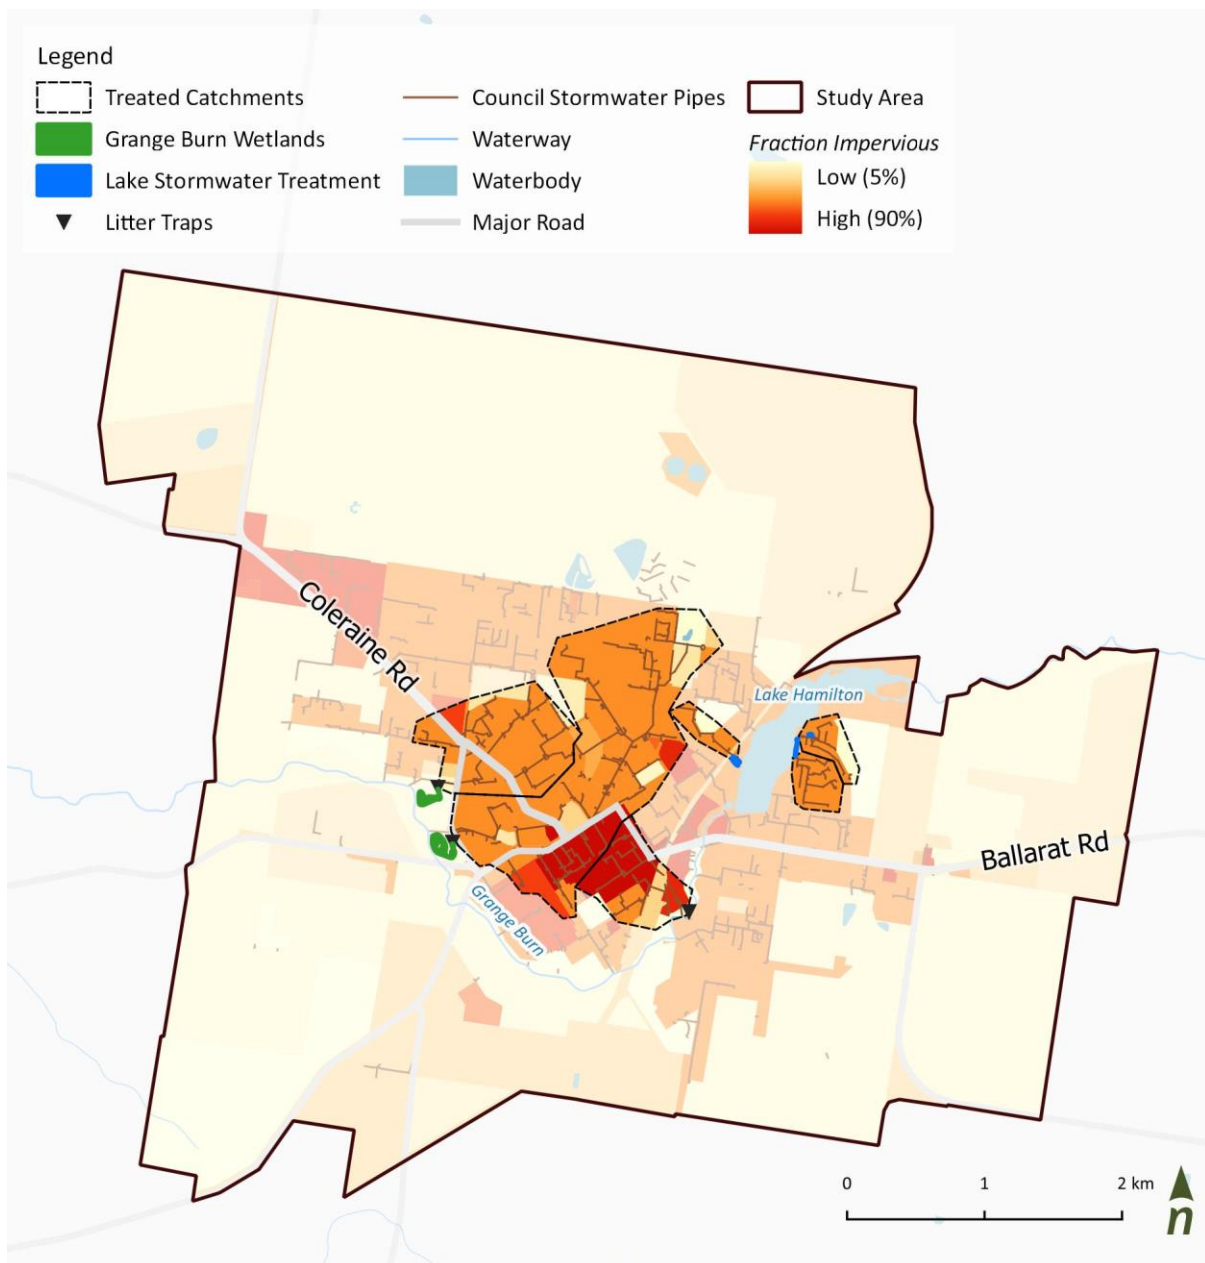 Legend
Treated Catchments
Grange Burn Wetlands
Lake Stormwater Treatment
Litter Traps
Council Stormwater Pipes
Waterway
Waterbody
Major Road
Study Area
Fraction Impervious
Low (5%)
High (90%)
Coleraine Rd
Lake Hamilton
Ballarat Rd
Grange Burn
0 1 2 km
n